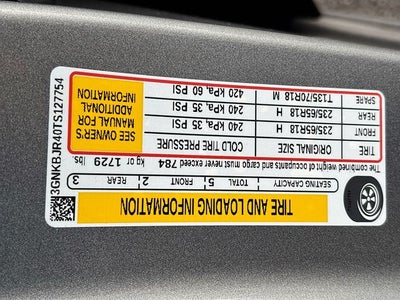 TIRE AND LOADING INFORMATION
SEATING CAPACITY TOTAL 5 FRONT 2 REAR 3
The combined weight of occupants and cargo should never exceed 784 kg or 1729 lbs
TIRE ORIGINAL SIZE COLD TIRE PRESSURE
FRONT 235/65R18 H 240 kPa, 35 PSI
REAR 235/65R18 H 240 kPa, 35 PSI
SPARE T135/70R18 M 420 kPa, 60 PSI
SEE OWNER'S
MANUAL FOR
ADDITIONAL
INFORMATION
3GNKBJR40TS127754